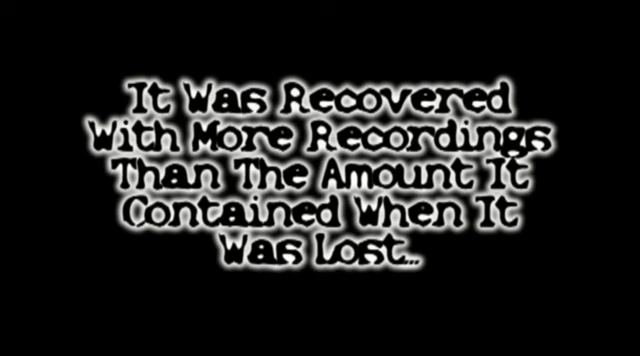 It Was Recovered
With More Recordings
Than The Amount It
Contained When It
Was Lost...